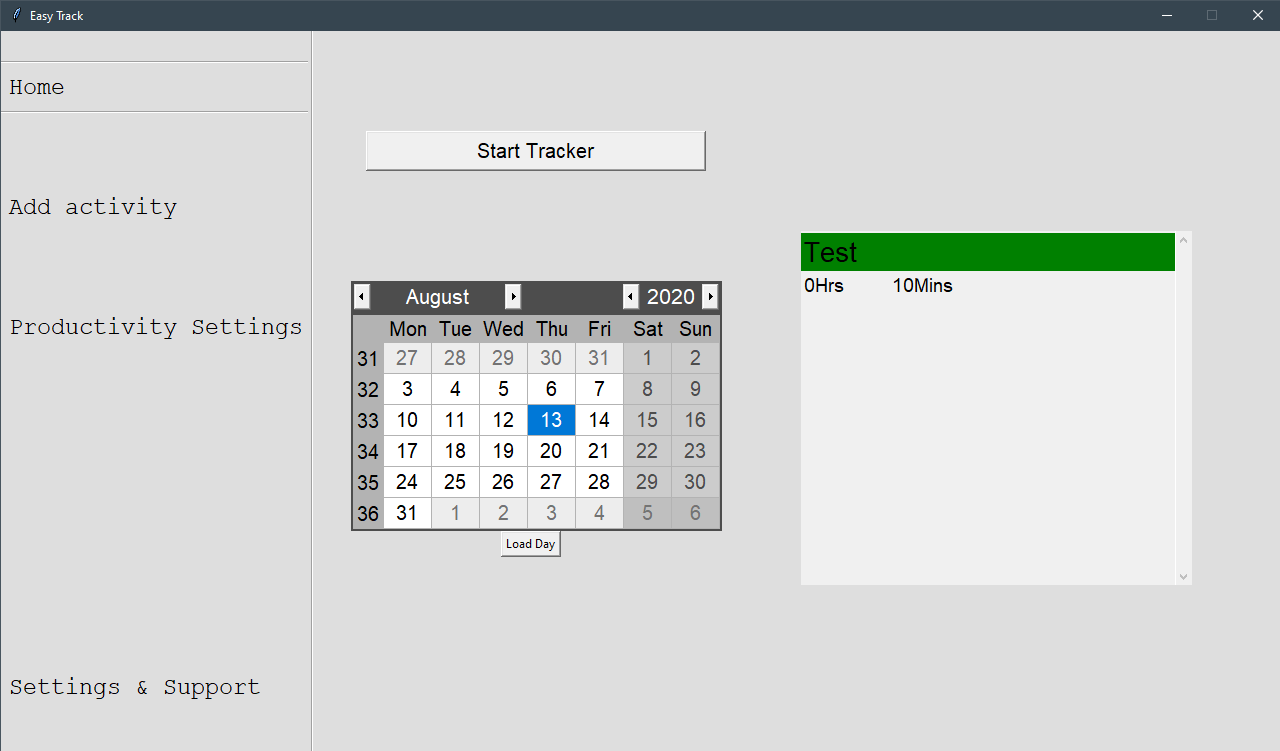 Easy Track
Home
Add activity
Productivity Settings
Settings & Support
Start Tracker
August 2020
Mon Tue Wed Thu Fri Sat Sun
31 27 28 29 30 31 1 2
32 3 4 5 6 7 8 9
33 10 11 12 13 14 15 16
34 17 18 19 20 21 22 23
35 24 25 26 27 28 29 30
36 31 1 2 3 4 5 6
Load Day
Test
0Hrs 10Mins